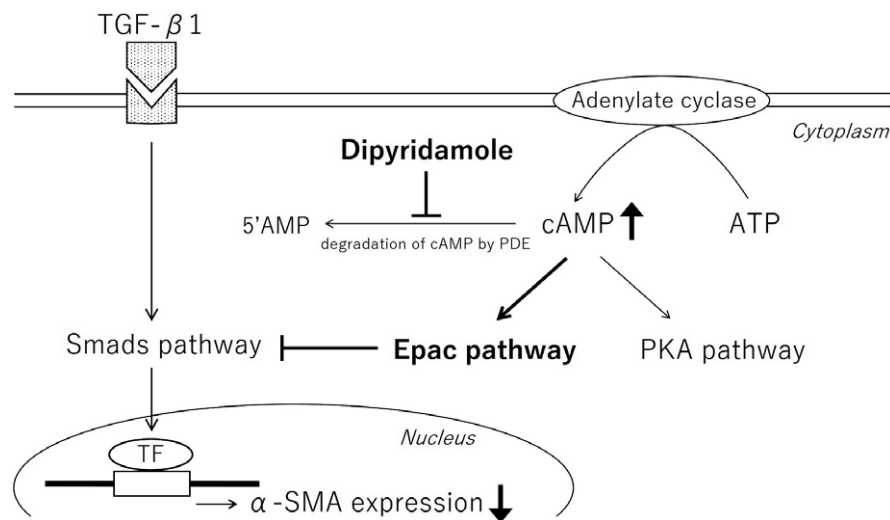 TGF-β1
Adenylate cyclase
Cytoplasm
Dipyridamole
5'AMP
cAMP
ATP
degradation of cAMP by PDE
Smads pathway
Epac pathway
PKA pathway
Nucleus
TF
α-SMA expression